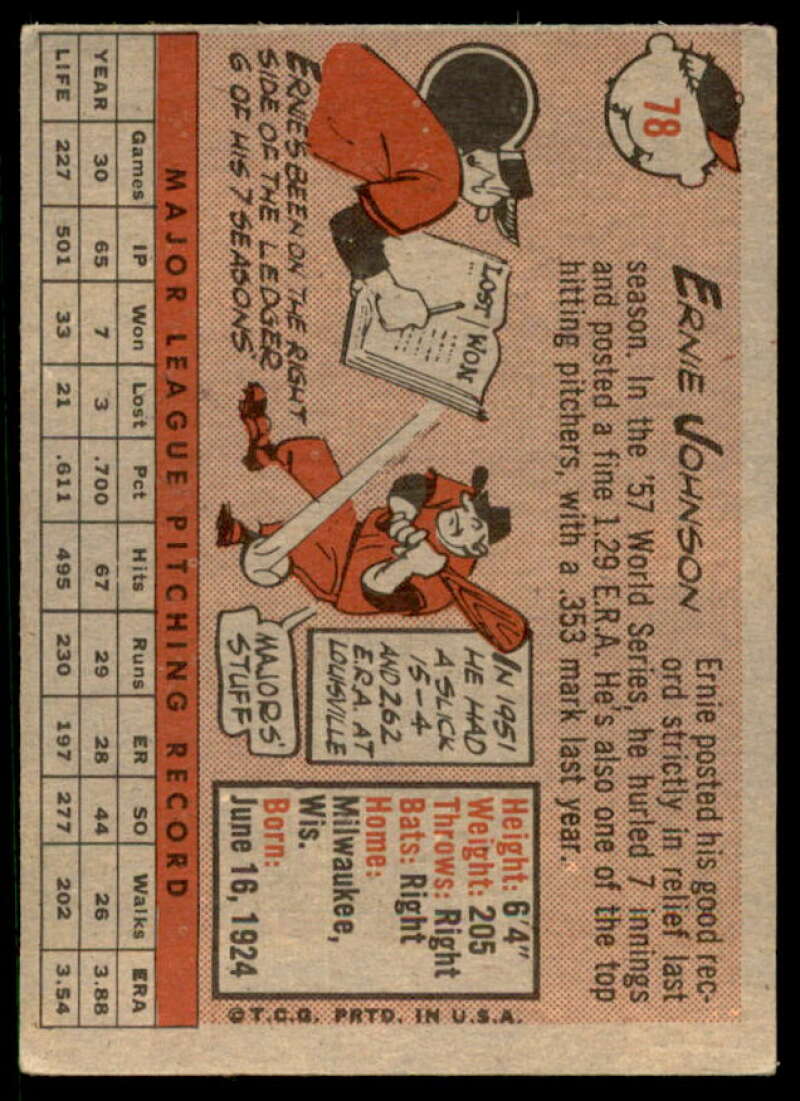 78
ERNIE JOHNSON
Ernie posted his good rec-
ord strictly in relief last
season. In the '57 World Series, he hurled 7 innings
and posted a fine 1.29 E.R.A. He's also one of the top
hitting pitchers, with a .353 mark last year.
LOST WON
ERNIE'S BEEN ON THE RIGHT
SIDE OF THE LEDGER
6 OF HIS 7 SEASONS
IN 1951
HE HAD
A SLICK
15-4
AND 2.62
E.R.A. AT
LOUISVILLE
MAJORS'
STUFF
Height: 6'4"
Weight: 205
Throws: Right
Bats: Right
Home:
Milwaukee,
Wis.
Born:
June 16, 1924
©T.C.G. PRTD. IN U.S.A.
MAJOR LEAGUE PITCHING RECORD
Games IP Won Lost Pct Hits Runs ER SO Walks ERA
YEAR 30 65 7 3 .700 67 29 28 44 26 3.88
LIFE 227 501 33 21 .611 495 230 197 277 202 3.54